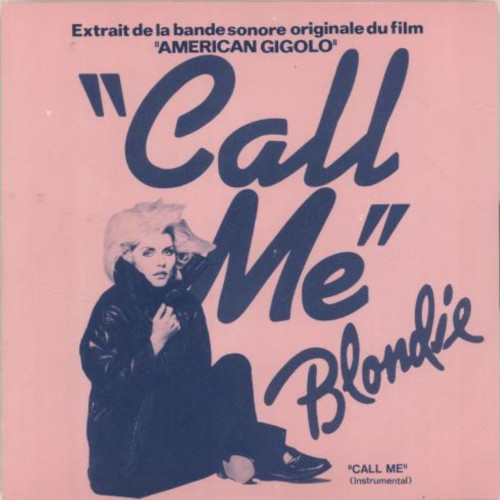 Extrait de la bande sonore originale du film
"AMERICAN GIGOLO"
"Call
Me"
Blondie
"CALL ME"
(Instrumental)